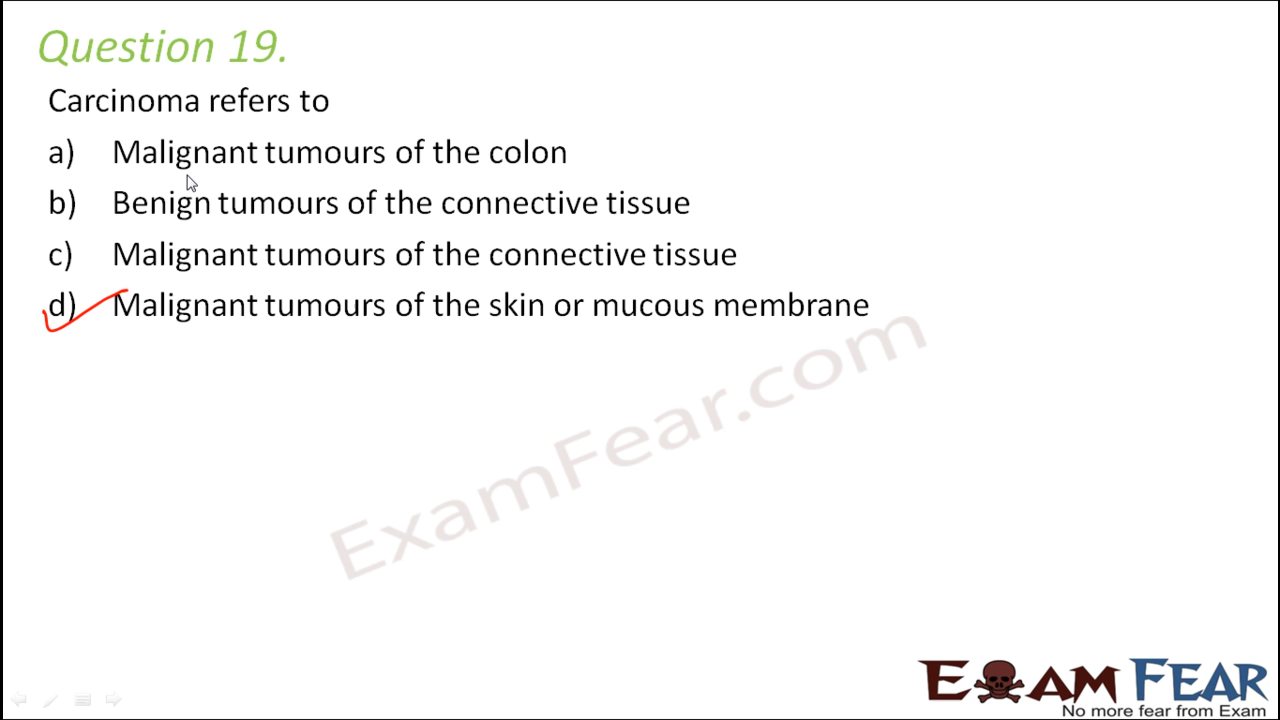 Question 19.
Carcinoma refers to
a) Malignant tumours of the colon
b) Benign tumours of the connective tissue
c) Malignant tumours of the connective tissue
d) Malignant tumours of the skin or mucous membrane
ExamFear.com
EXAM FEAR
No more fear from Exam